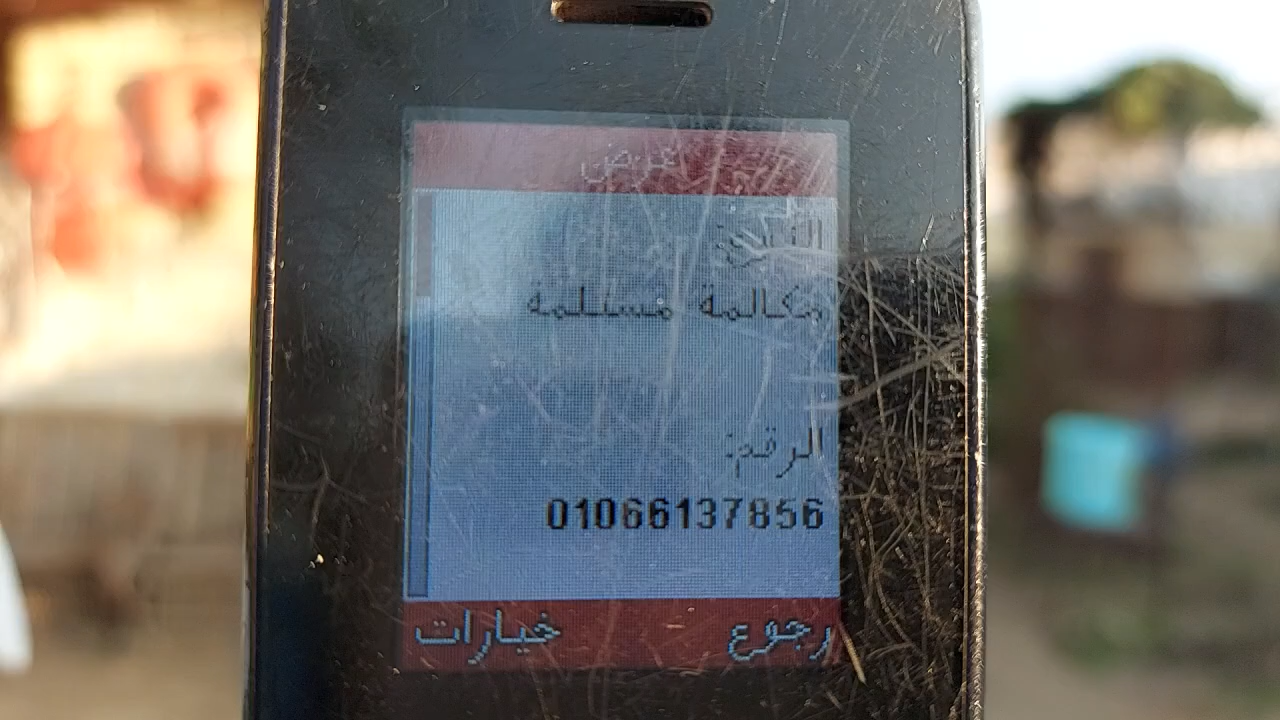 عرض
مكالمة مستلمة
الرقم:
01066137856
رجوع خيارات